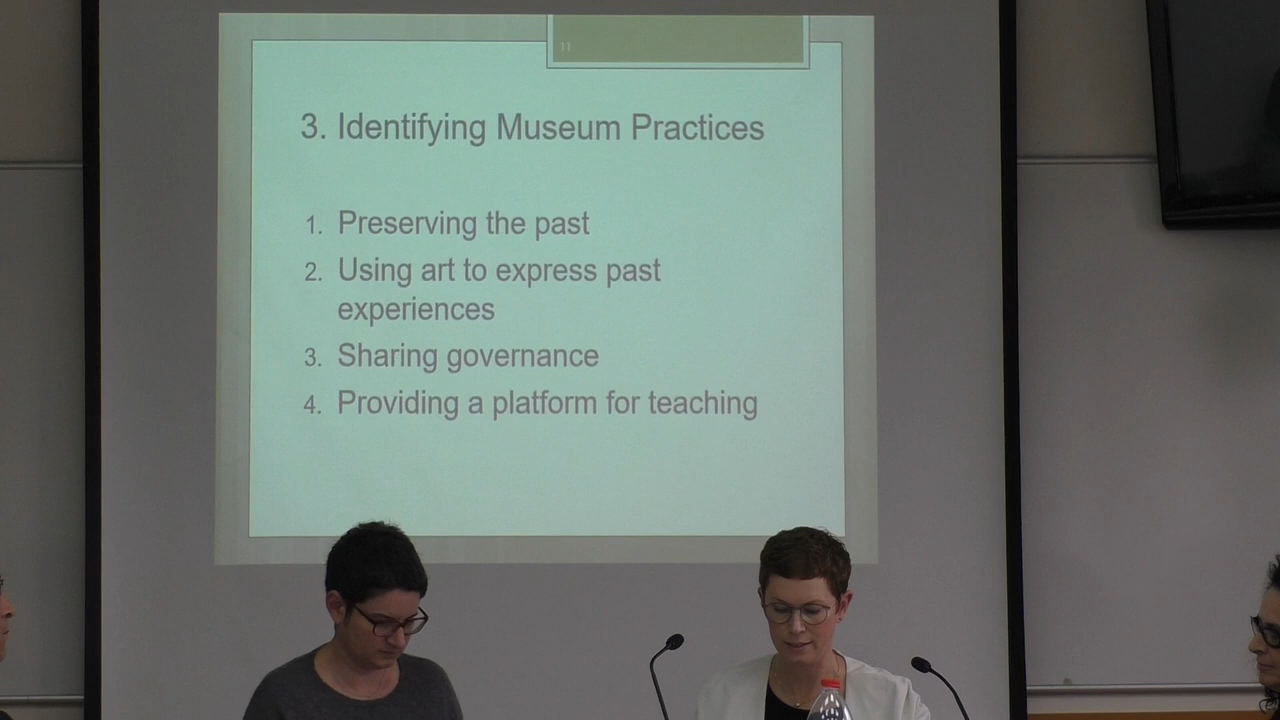 11
3. Identifying Museum Practices
1. Preserving the past
2. Using art to express past
experiences
3. Sharing governance
4. Providing a platform for teaching